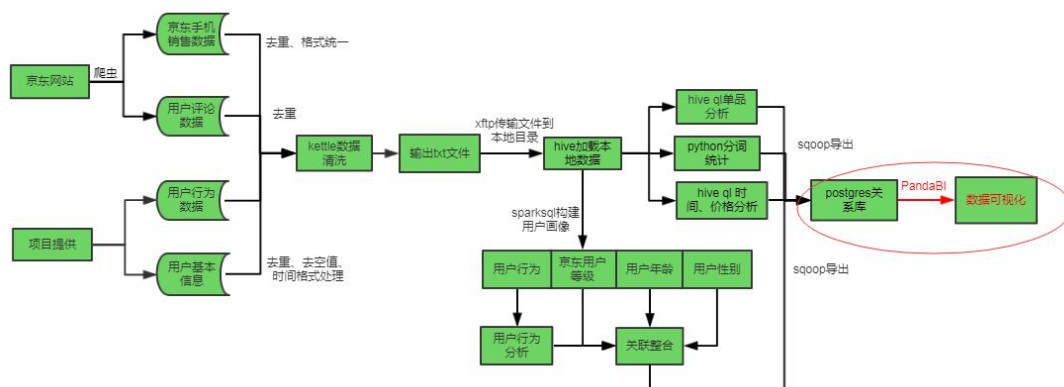 京东手机
销售数据
去重、格式统一
京东网站
爬虫
用户评论
数据
去重
kettle数据
清洗
输出txt文件
xftp传输文件到
本地目录
hive加载本
地数据
hive ql单品
分析
python分词
统计
hive ql 时
间、价格分析
sqoop导出
postgres关
系库
PandaBI
数据可视化
用户行为
数据
项目提供
用户基本
信息
去重、去空值、
时间格式处理
sparksql构建
用户画像
sqoop导出
用户行为
京东用户
等级
用户年龄
用户性别
用户行为
分析
关联整合